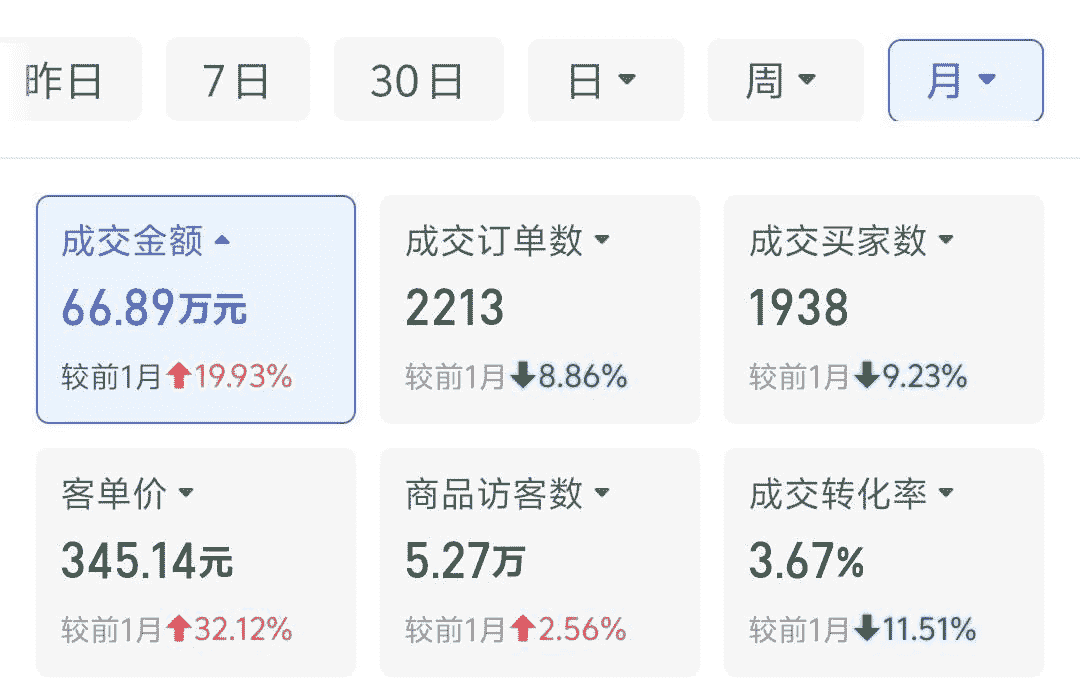 昨日 7日 30日 日 周 月
成交金额 成交订单数 成交买家数
66.89万元 2213 1938
较前1月19.93% 较前1月8.86% 较前1月9.23%
客单价 商品访客数 成交转化率
345.14元 5.27万 3.67%
较前1月32.12% 较前1月2.56% 较前1月11.51%